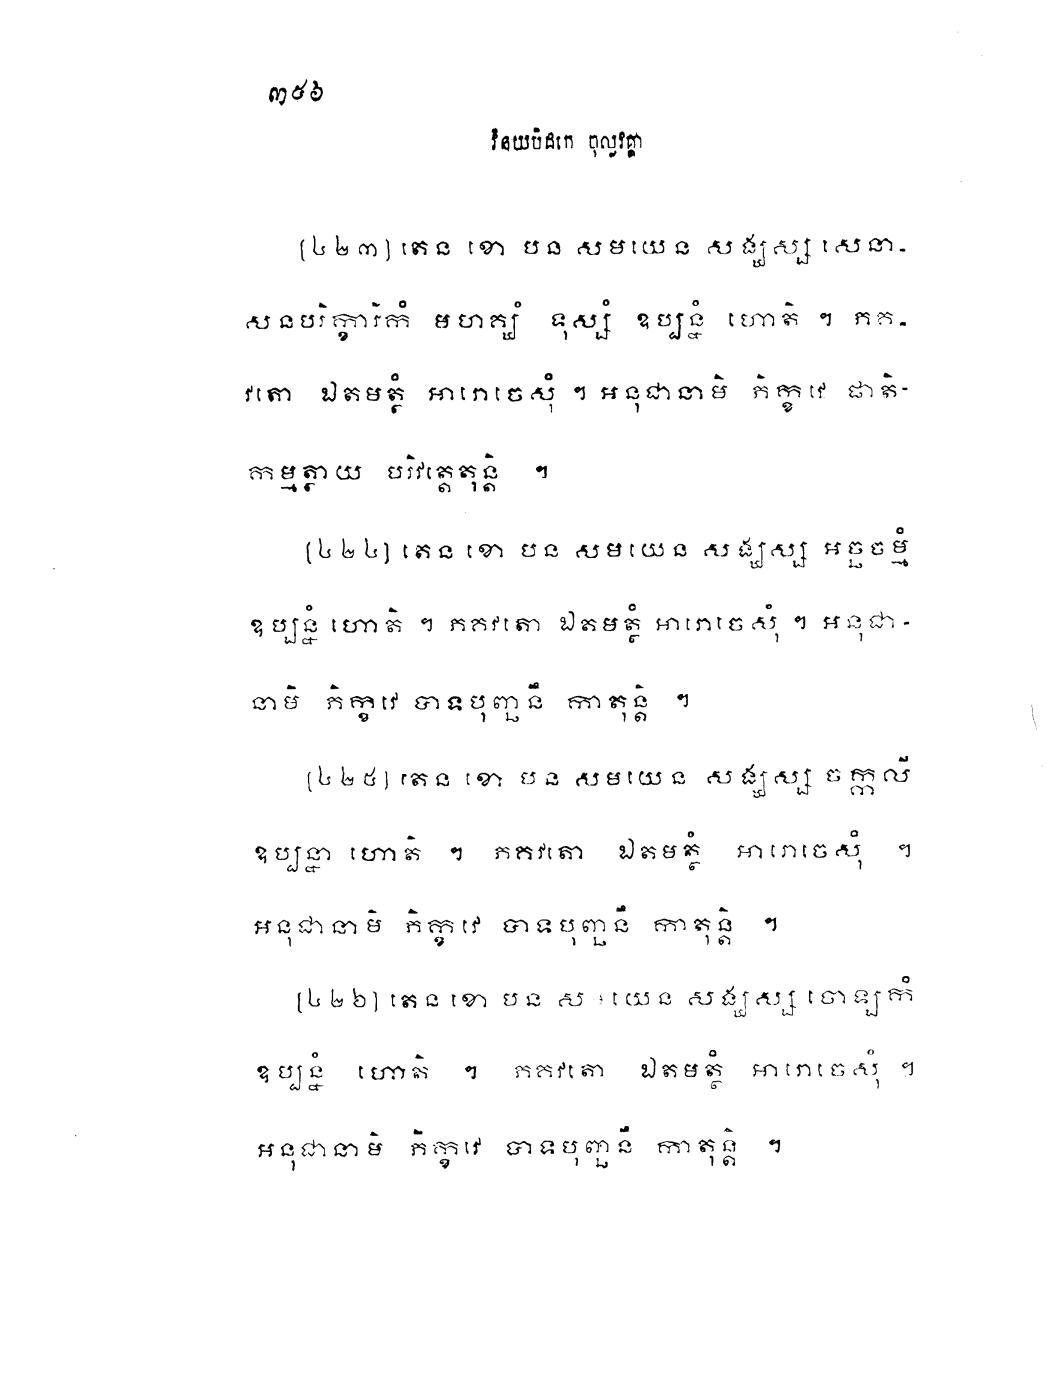 ៣៩៦
វិនយបិដកេ ចុល្លវគ្គោ
(៤២៣) តេន ខោ បន សមយេន សង្ឃស្ស សេនា-
សនបរិក្ខារិកំ មហគ្ឃំ ទុស្សំ ឧប្បន្នំ ហោតិ ។ ភគ-
វតោ ឯតមត្ថំ អារោចេសុំ ។ អនុជានាមិ ភិក្ខវេ ផាតិ-
កម្មត្ថាយ បរិវត្តេតុន្តិ ។
(៤២៤) តេន ខោ បន សមយេន សង្ឃស្ស អច្ឆចម្មំ
ឧប្បន្នំ ហោតិ ។ ភគវតោ ឯតមត្ថំ អារោចេសុំ ។ អនុជា-
នាមិ ភិក្ខវេ បាទបុញ្ឆនឹ កាតុន្តិ ។
(៤២៥) តេន ខោ បន សមយេន សង្ឃស្ស ចក្កលី
ឧប្បន្នា ហោតិ ។ ភគវតោ ឯតមត្ថំ អារោចេសុំ ។
អនុជានាមិ ភិក្ខវេ បាទបុញ្ឆនឹ កាតុន្តិ ។
(៤២៦) តេន ខោ បន ស យេន សង្ឃស្ស ចោឡកំ
ឧប្បន្នំ ហោតិ ។ ភគវតោ ឯតមត្ថំ អារោចេសុំ ។
អនុជានាមិ ភិក្ខវេ បាទបុញ្ឆនឹ កាតុន្តិ ។